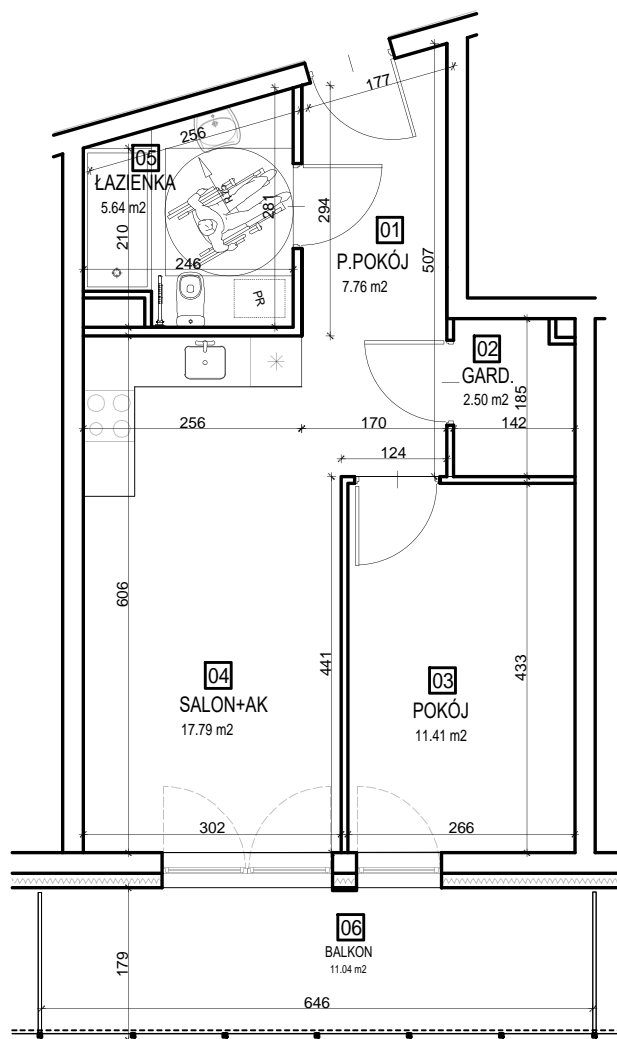 177
256
05
ŁAZIENKA
5.64 m2
210
R75
281
294
246
PR
01
P.POKÓJ
7.76 m2
507
02
GARD.
2.50 m2
185
256
170
142
124
606
441
433
04
SALON+AK
17.79 m2
03
POKÓJ
11.41 m2
302
266
06
BALKON
11.04 m2
179
646